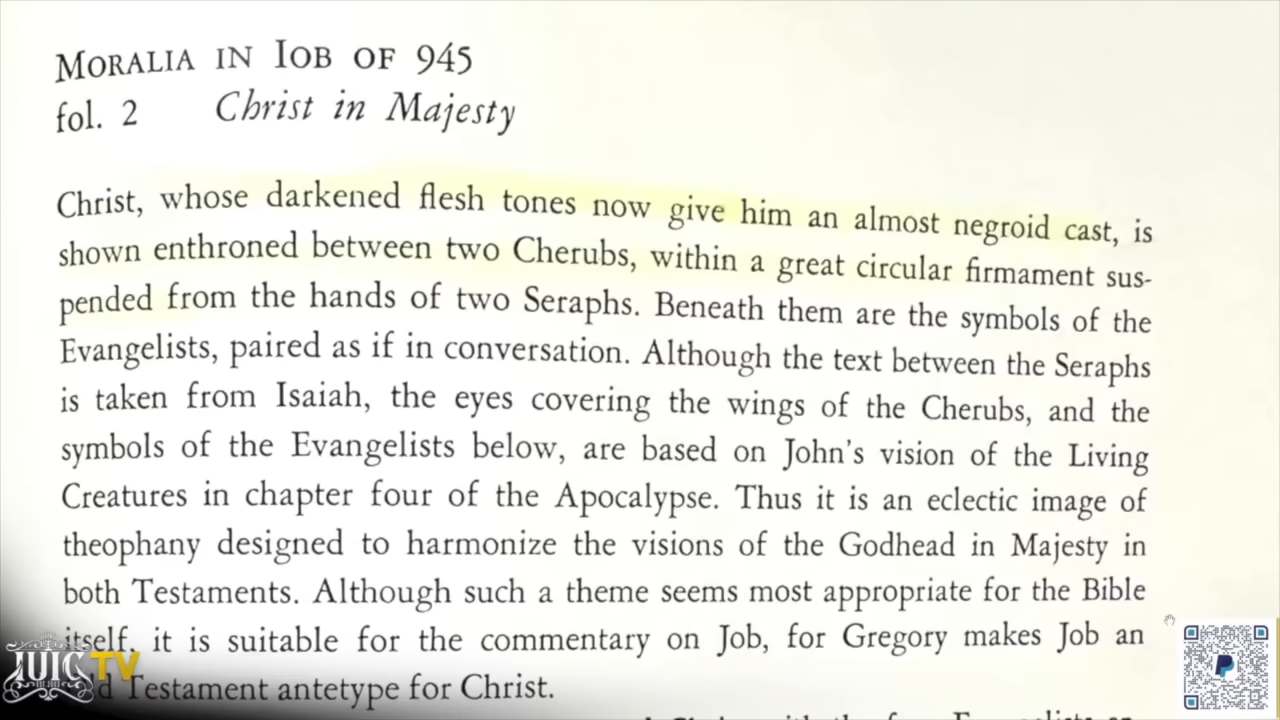 MORALIA IN IOB OF 945
fol. 2 Christ in Majesty
Christ, whose darkened flesh tones now give him an almost negroid cast, is
shown enthroned between two Cherubs, within a great circular firmament sus-
pended from the hands of two Seraphs. Beneath them are the symbols of the
Evangelists, paired as if in conversation. Although the text between the Seraphs
is taken from Isaiah, the eyes covering the wings of the Cherubs, and the
symbols of the Evangelists below, are based on John's vision of the Living
Creatures in chapter four of the Apocalypse. Thus it is an eclectic image of
theophany designed to harmonize the visions of the Godhead in Majesty in
both Testaments. Although such a theme seems most appropriate for the Bible
itself, it is suitable for the commentary on Job, for Gregory makes Job an
Testament antetype for Christ.
IUIC TV